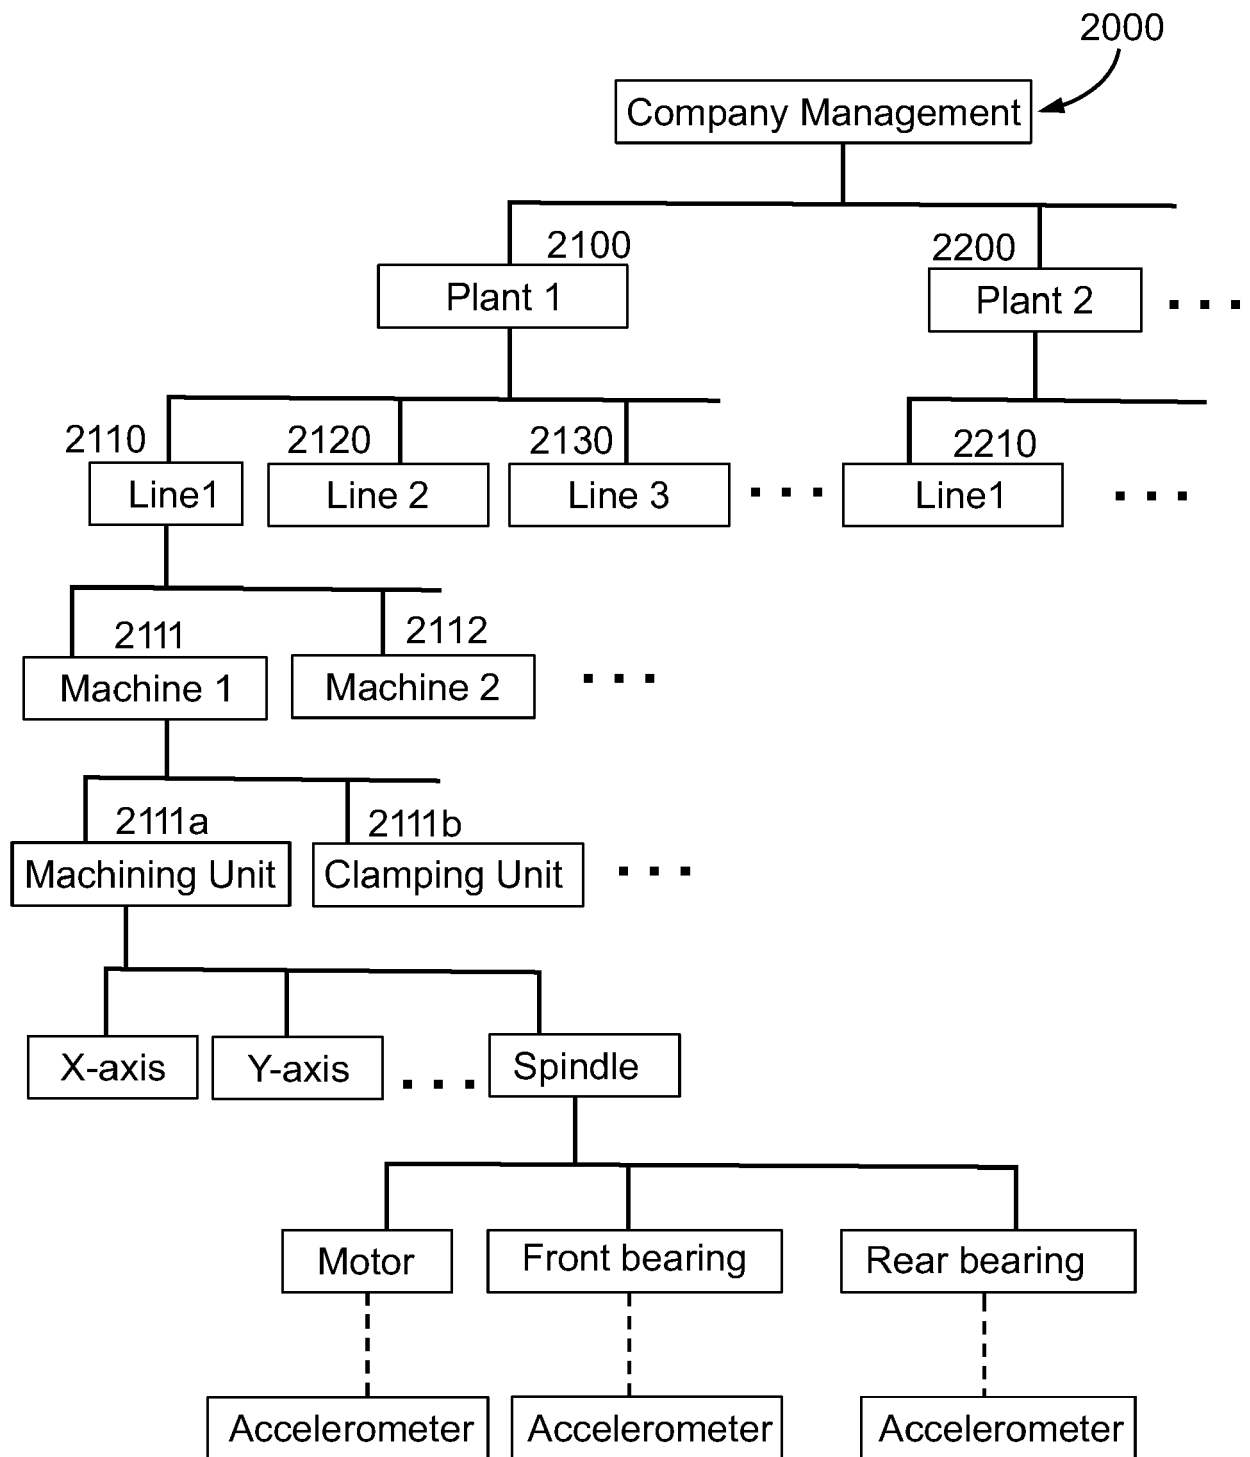 2000
Company Management
2100
2200
Plant 1
Plant 2
2110
2120
2130
2210
Line1
Line 2
Line 3
Line1
2111
2112
Machine 1
Machine 2
2111a
2111b
Machining Unit
Clamping Unit
X-axis
Y-axis
Spindle
Motor
Front bearing
Rear bearing
Accelerometer
Accelerometer
Accelerometer